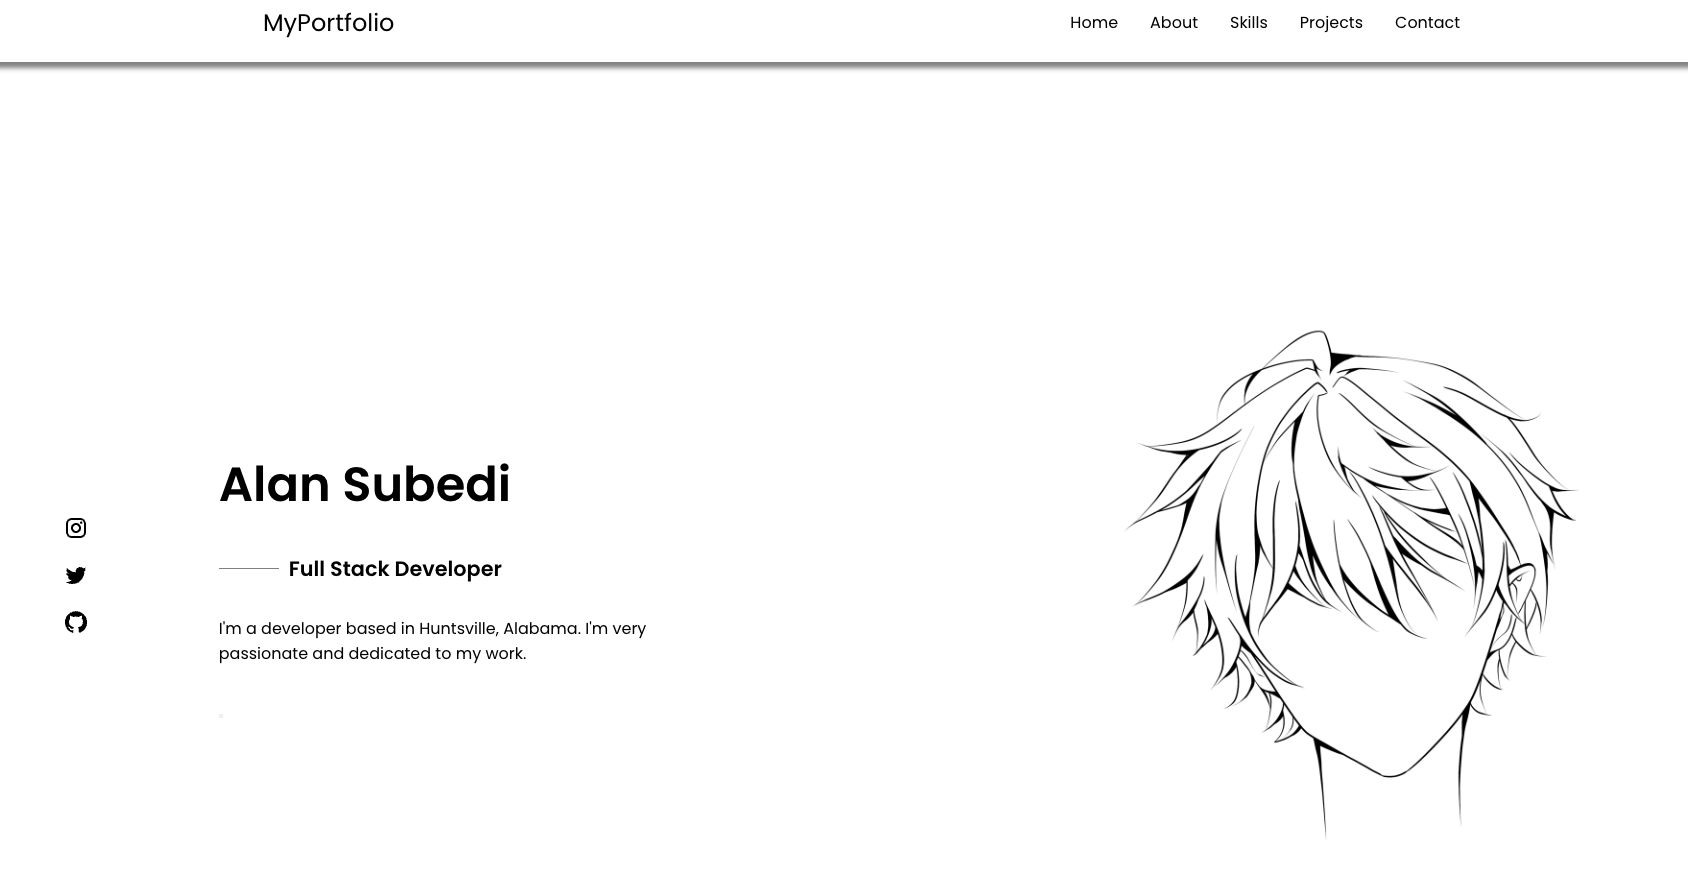 MyPortfolio
Home About Skills Projects Contact
Alan Subedi
Full Stack Developer
I'm a developer based in Huntsville, Alabama. I'm very
passionate and dedicated to my work.